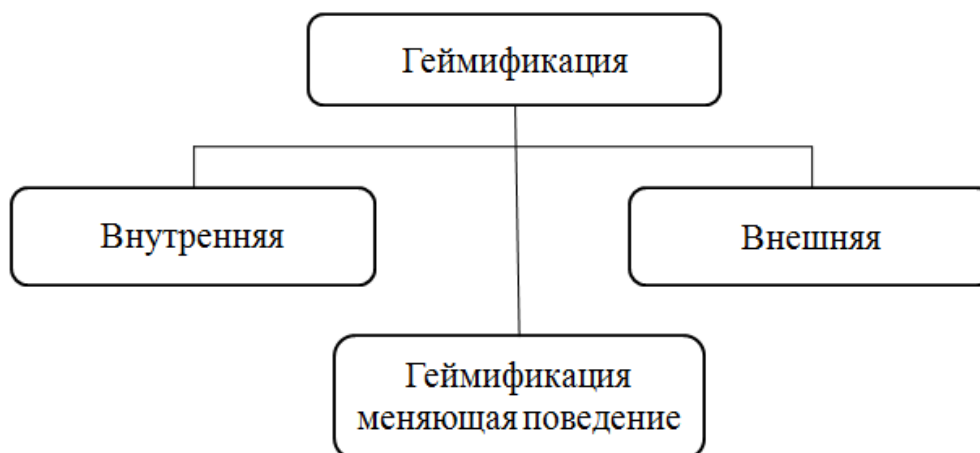 Геймификация
Внутренняя
Внешняя
Геймификация
меняющая поведение